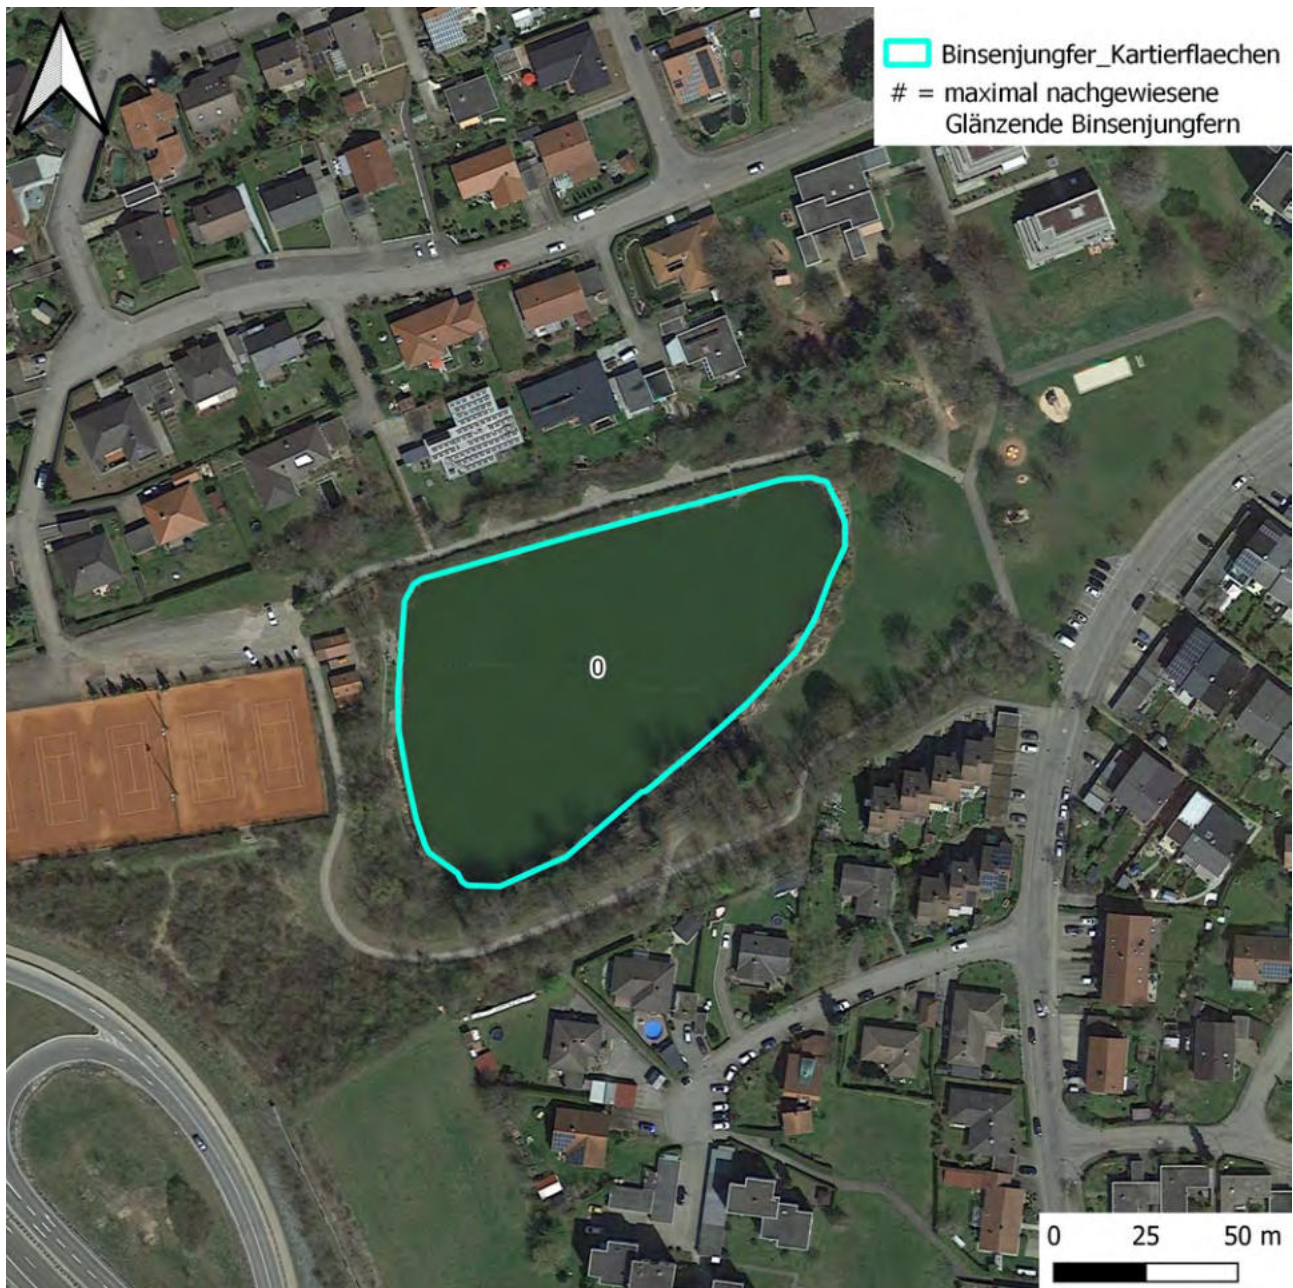 Binsenjungfer_Kartierflaechen
# = maximal nachgewiesene
Glänzende Binsenjungfern
0
0 25 50 m